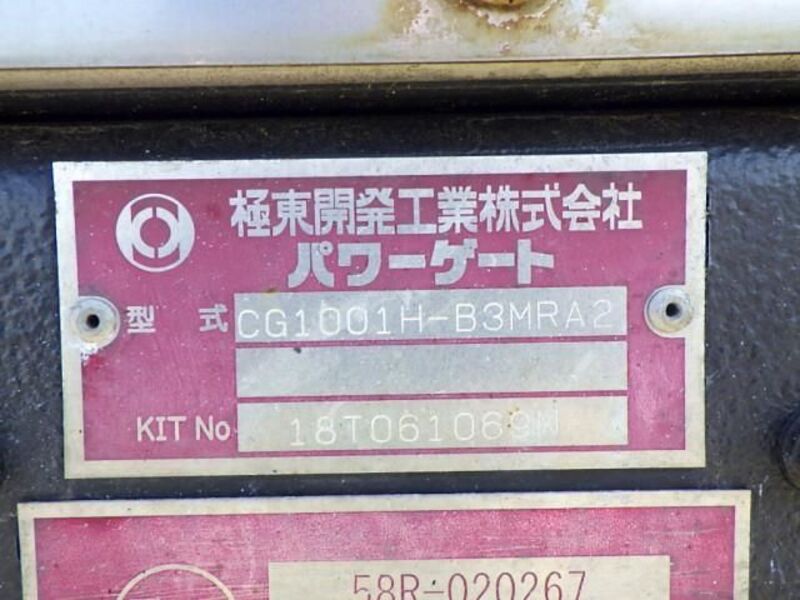 極東開発工業株式会社
パワーゲート
型 式 CG1001H-B3MRA2
KIT No 18T061069N
58R-020267